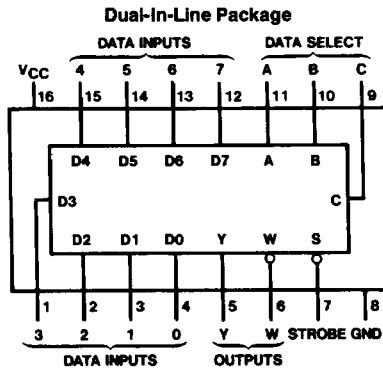 Dual-In-Line Package
DATA INPUTS DATA SELECT
VCC 4 5 6 7 A B C
16 15 14 13 12 11 10 9
D4 D5 D6 D7 A B
D3 C
D2 D1 D0 Y W S
1 2 3 4 5 6 7 8
3 2 1 0 Y W STROBE GND
DATA INPUTS OUTPUTS